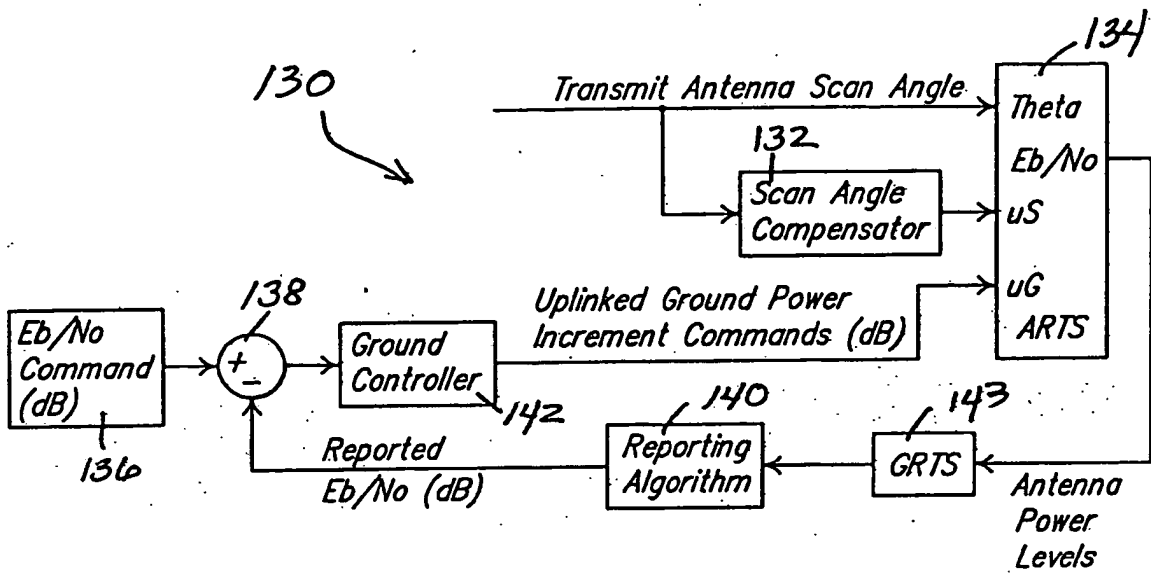 130
134
Transmit Antenna Scan Angle
Theta
132
Eb/No
Scan Angle
Compensator
uS
138
uG
ARTS
Uplinked Ground Power
Increment Commands (dB)
Eb/No
Command
(dB)
136
+
-
Ground
Controller
142
140
143
Reported
Eb/No (dB)
Reporting
Algorithm
GRTS
Antenna
Power
Levels